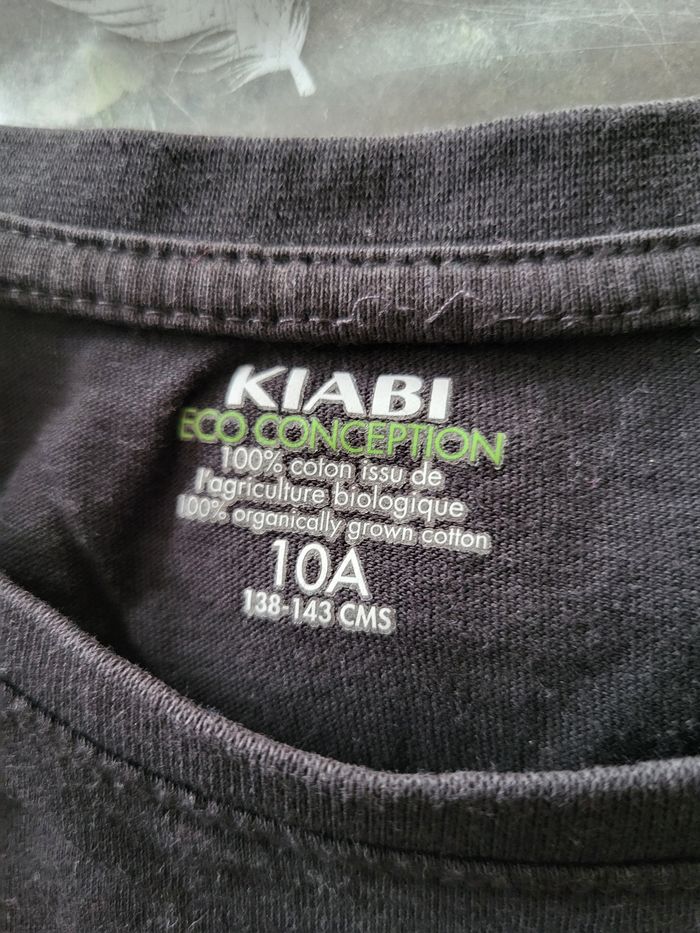 KIABI
ECO CONCEPTION
100% coton issu de
l'agriculture biologique
100% organically grown cotton
10A
138-143 CMS